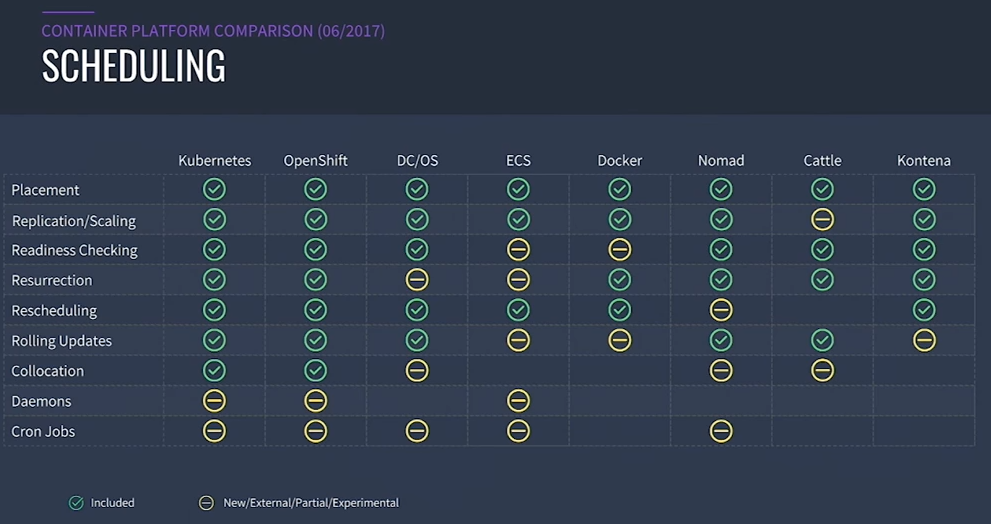 CONTAINER PLATFORM COMPARISON (06/2017)
SCHEDULING
Kubernetes OpenShift DC/OS ECS Docker Nomad Cattle Kontena
Placement
Replication/Scaling
Readiness Checking
Resurrection
Rescheduling
Rolling Updates
Collocation
Daemons
Cron Jobs
Included New/External/Partial/Experimental